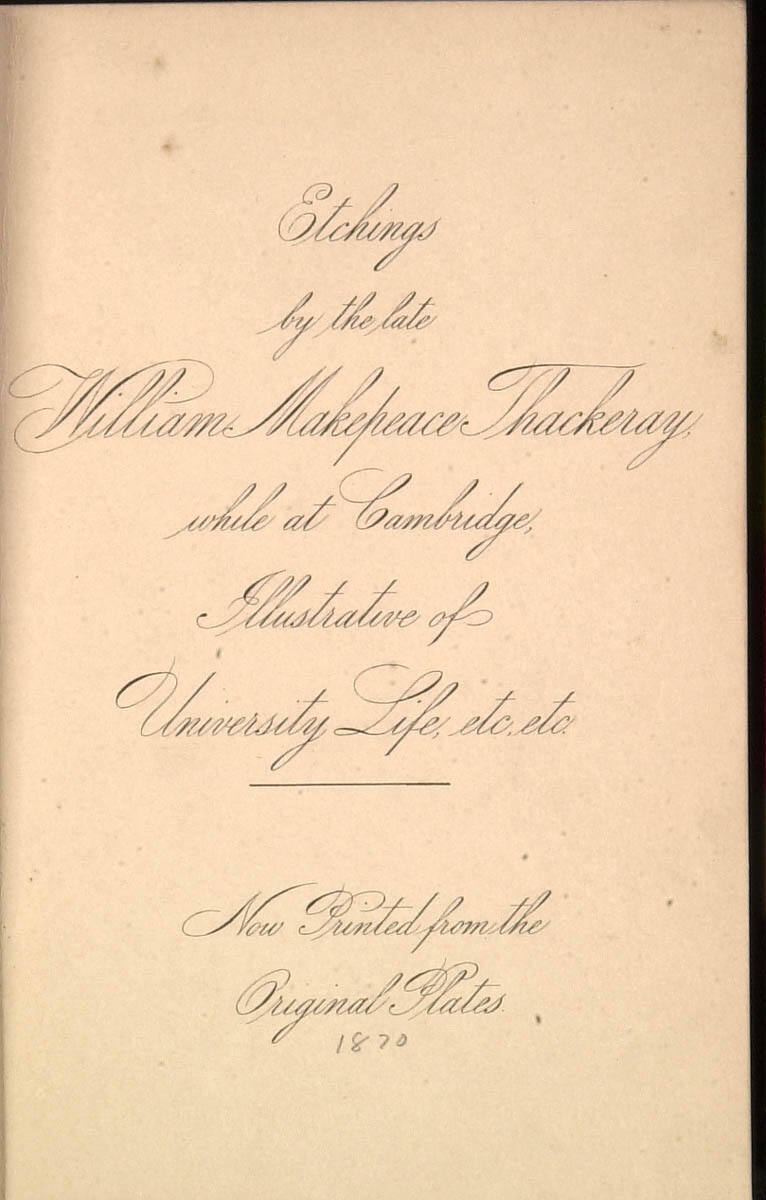 Etchings
by the late
William Makepeace Thackeray,
while at Cambridge,
Illustrative of
University Life, etc, etc.
Now Printed from the
Original Plates.
1870